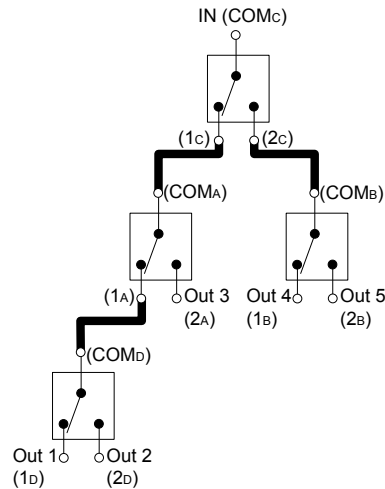 IN (COMC)
(1C) (2C)
(COMA) (COMB)
(1A) Out 3 Out 4 Out 5
(2A) (1B) (2B)
(COMD)
Out 1 Out 2
(1D) (2D)